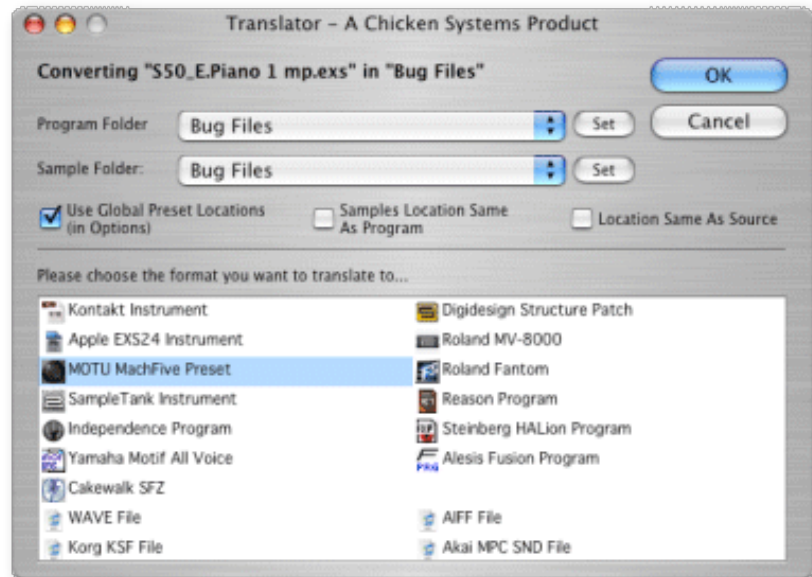 Translator – A Chicken Systems Product
Converting "S50_E.Piano 1 mp.exs" in "Bug Files"
OK
Program Folder
Bug Files
Set
Cancel
Sample Folder:
Bug Files
Set
Use Global Preset Locations
(in Options)
Samples Location Same
As Program
Location Same As Source
Please choose the format you want to translate to...
Kontakt Instrument
Digidesign Structure Patch
Apple EXS24 Instrument
Roland MV-8000
MOTU MachFive Preset
Roland Fantom
SampleTank Instrument
Reason Program
Independence Program
Steinberg HALion Program
Yamaha Motif All Voice
Alesis Fusion Program
Cakewalk SFZ
WAVE File
AIFF File
Korg KSF File
Akai MPC SND File